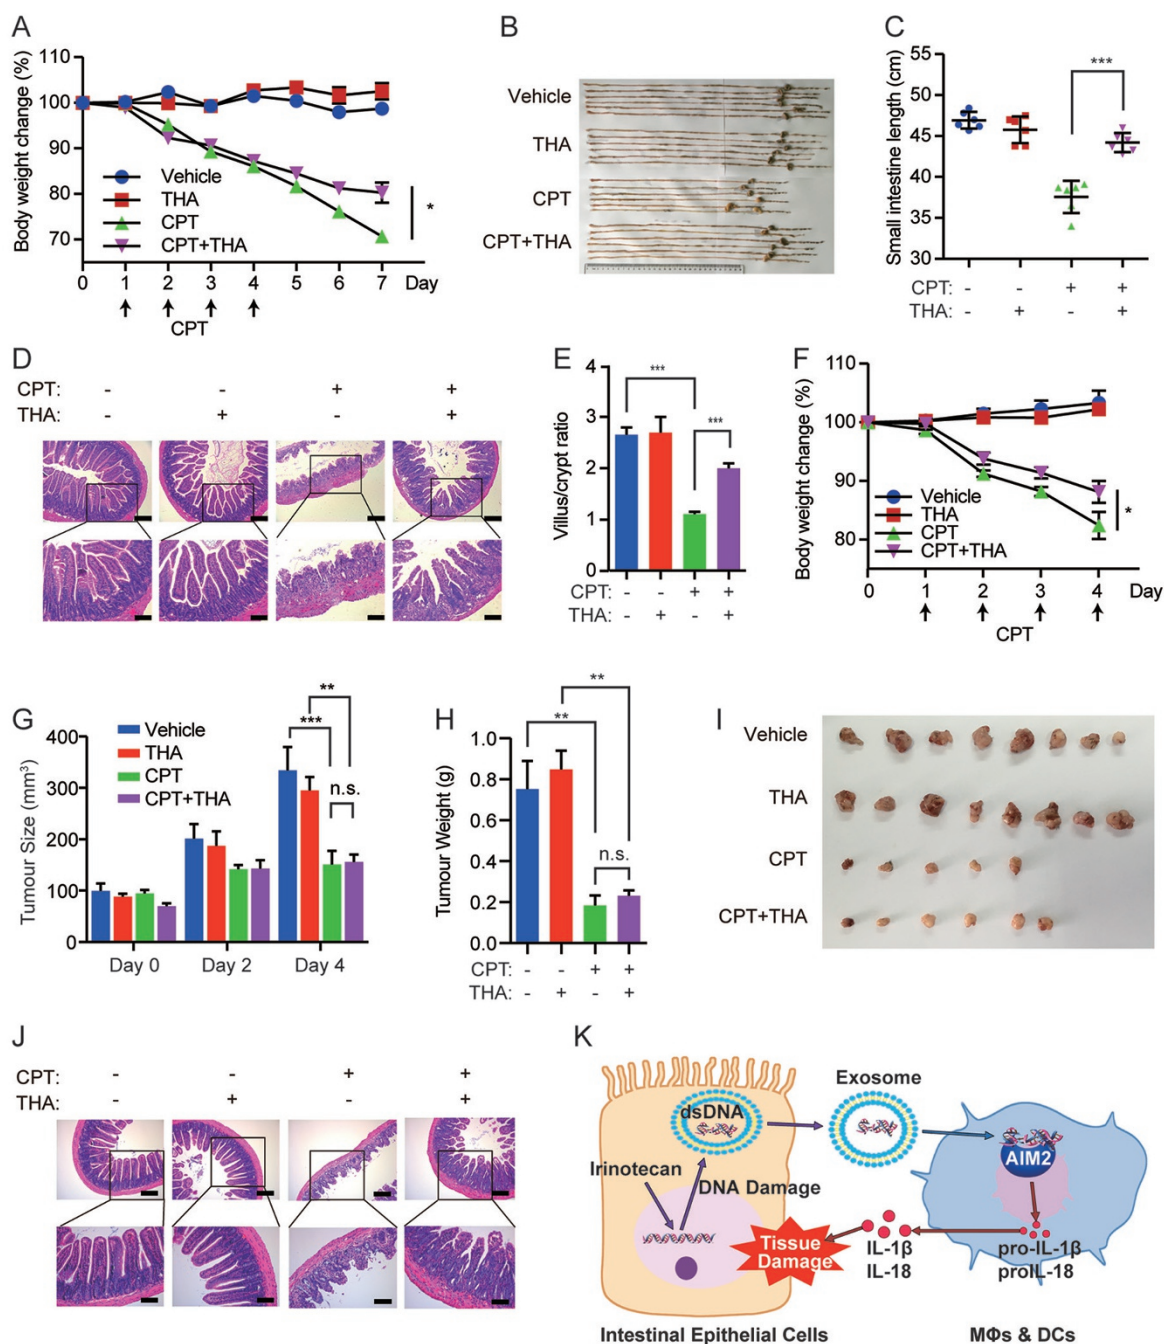 A
Body weight change (%)
110
100
90
80
70
Vehicle
THA
CPT
CPT+THA
*
0 1 2 3 4 5 6 7 Day
CPT
B
Vehicle
THA
CPT
CPT+THA
C
Small intestine length (cm)
50
45
40
35
30
***
CPT: - - + +
THA: - + - +
D
CPT: - - + +
THA: - + - +
E
Villus/crypt ratio
4
3
2
1
0
***
***
CPT: - - + +
THA: - + - +
F
Body weight change (%)
110
100
90
80
Vehicle
THA
CPT
CPT+THA
*
0 1 2 3 4 Day
CPT
G
Tumour Size (mm³)
400
300
200
100
0
Vehicle
THA
CPT
CPT+THA
**
***
n.s.
Day 0 Day 2 Day 4
H
Tumour Weight (g)
1.0
0.8
0.6
0.4
0.2
0.0
**
**
n.s.
CPT: - - + +
THA: - + - +
I
Vehicle
THA
CPT
CPT+THA
J
CPT: - - + +
THA: - + - +
K
Exosome
dsDNA
Irinotecan
DNA Damage
AIM2
Tissue
Damage
IL-1β
IL-18
pro-IL-1β
proIL-18
Intestinal Epithelial Cells
MΦs & DCs